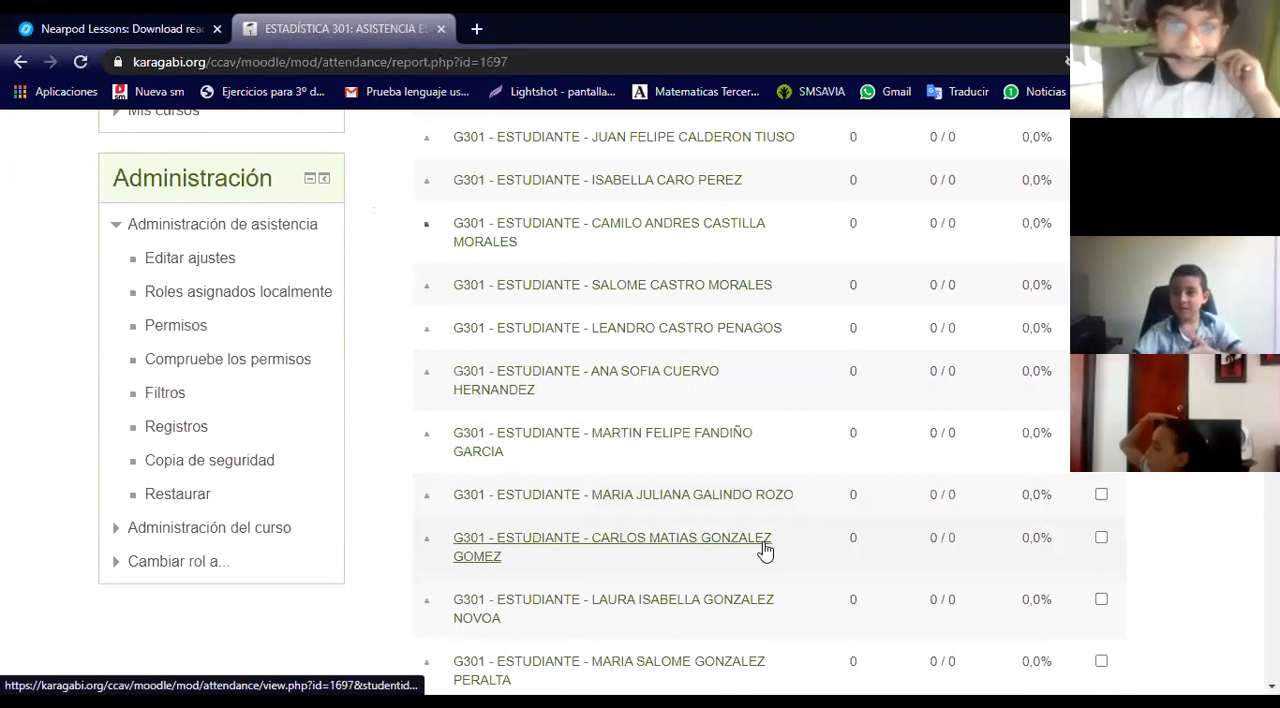 Nearpod Lessons: Download rea
ESTADÍSTICA 301: ASISTENCIA ES
karagabi.org/ccav/moodle/mod/attendance/report.php?id=1697
Aplicaciones
Nueva sm
Ejercicios para 3º d...
Prueba lenguaje us...
Lightshot - pantalla...
Matematicas Tercer...
SMSAVIA
Gmail
Traducir
Noticias
Mis cursos
Administración
Administración de asistencia
Editar ajustes
Roles asignados localmente
Permisos
Compruebe los permisos
Filtros
Registros
Copia de seguridad
Restaurar
Administración del curso
Cambiar rol a...
G301 - ESTUDIANTE - JUAN FELIPE CALDERON TIUSO 0 0 / 0 0,0%
G301 - ESTUDIANTE - ISABELLA CARO PEREZ 0 0 / 0 0,0%
G301 - ESTUDIANTE - CAMILO ANDRES CASTILLA 0 0 / 0 0,0%
MORALES
G301 - ESTUDIANTE - SALOME CASTRO MORALES 0 0 / 0 0,0%
G301 - ESTUDIANTE - LEANDRO CASTRO PENAGOS 0 0 / 0 0,0%
G301 - ESTUDIANTE - ANA SOFIA CUERVO 0 0 / 0 0,0%
HERNANDEZ
G301 - ESTUDIANTE - MARTIN FELIPE FANDIÑO 0 0 / 0 0,0%
GARCIA
G301 - ESTUDIANTE - MARIA JULIANA GALINDO ROZO 0 0 / 0 0,0%
G301 - ESTUDIANTE - CARLOS MATIAS GONZALEZ 0 0 / 0 0,0%
GOMEZ
G301 - ESTUDIANTE - LAURA ISABELLA GONZALEZ 0 0 / 0 0,0%
NOVOA
G301 - ESTUDIANTE - MARIA SALOME GONZALEZ 0 0 / 0 0,0%
PERALTA
https://karagabi.org/ccav/moodle/mod/attendance/view.php?id=1697&studentid...